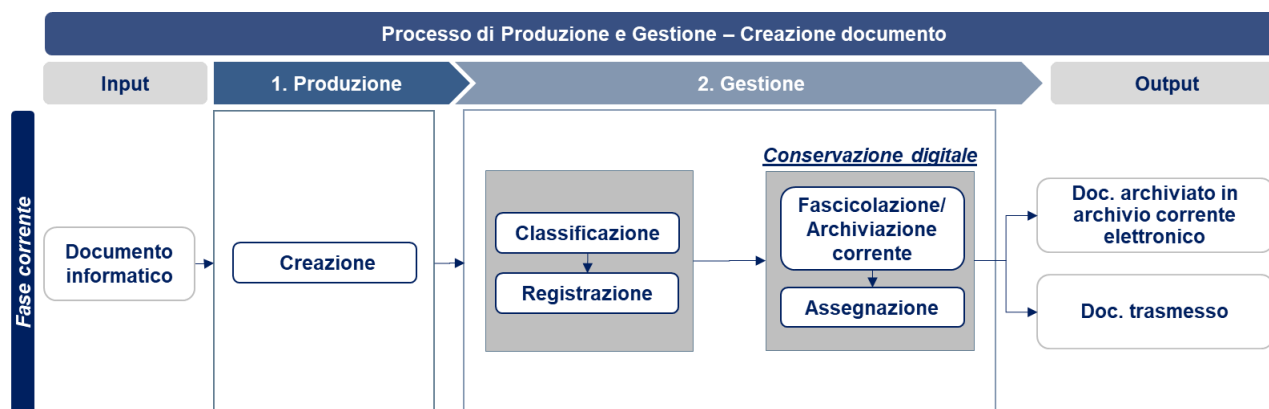 Processo di Produzione e Gestione – Creazione documento
Input
1. Produzione
2. Gestione
Output
Fase corrente
Documento
informatico
Creazione
Classificazione
Registrazione
Conservazione digitale
Fascicolazione/
Archiviazione
corrente
Assegnazione
Doc. archiviato in
archivio corrente
elettronico
Doc. trasmesso